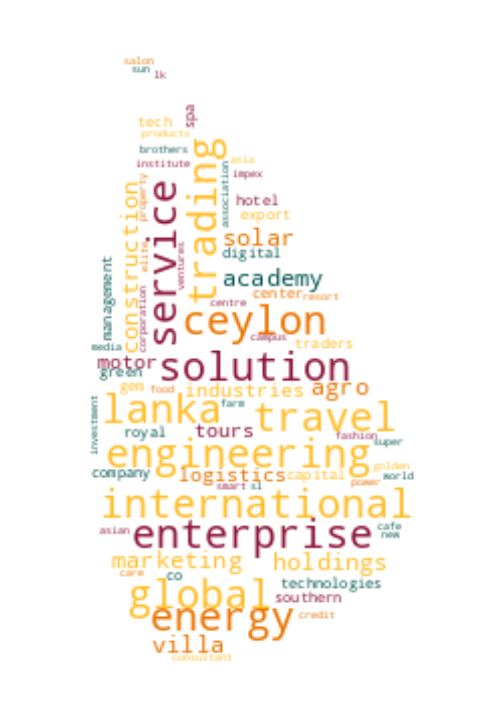 salon
sun
lk
spa
tech
products
brothers
trading
institute
asia
association
impex
property
construction
service
hotel
export
solar
elite
ventures
digital
management
academy
corporation
center
resort
centre
ceylon
campus
traders
media
motor
solution
green
gem
food
industries
agro
investment
lanka
farm
travel
royal
tours
fashion
super
engineering
golden
company
logistics
capital
world
smart
sl
power
international
asian
enterprise
cafe
new
marketing
holdings
care
co
technologies
global
southern
energy
credit
villa
consultant